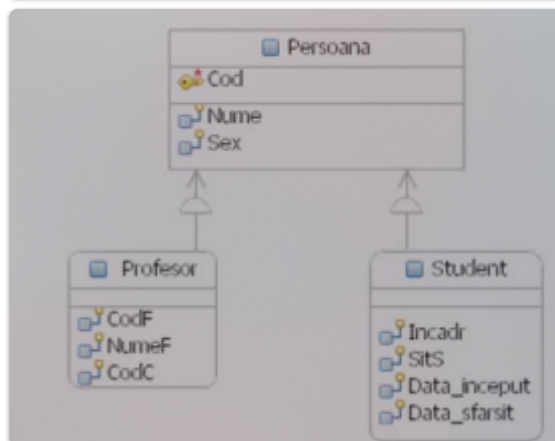 Persoana
Cod
Nume
Sex
Profesor
CodF
NumeF
CodC
Student
Incadr
SitS
Data_inceput
Data_sfarsit